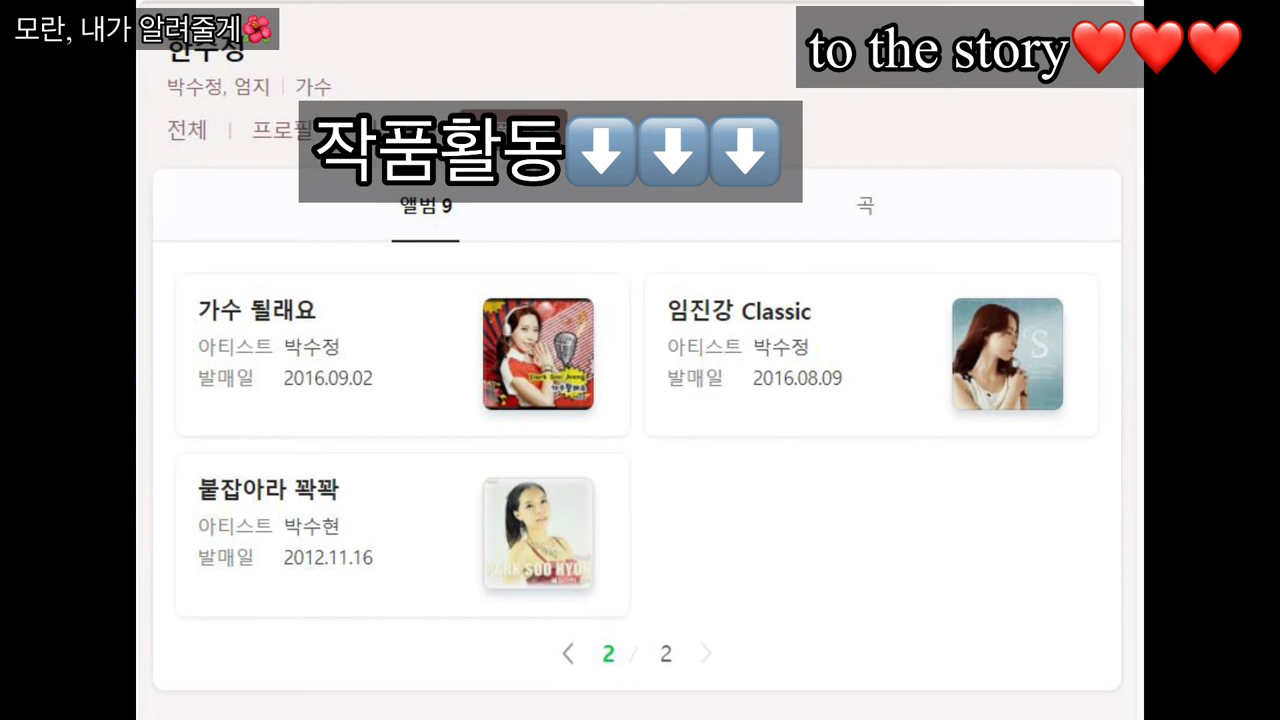 모란, 내가 알려줄게🌺
to the story❤️❤️❤️
안수정
박수정, 엄지 | 가수
전체 | 프로필
작품활동⬇️⬇️⬇️
앨범 9
곡
가수 될래요
아티스트 박수정
발매일 2016.09.02
임진강 Classic
아티스트 박수정
발매일 2016.08.09
붙잡아라 꽉꽉
아티스트 박수현
발매일 2012.11.16
PARK SOO HYUN
2 / 2